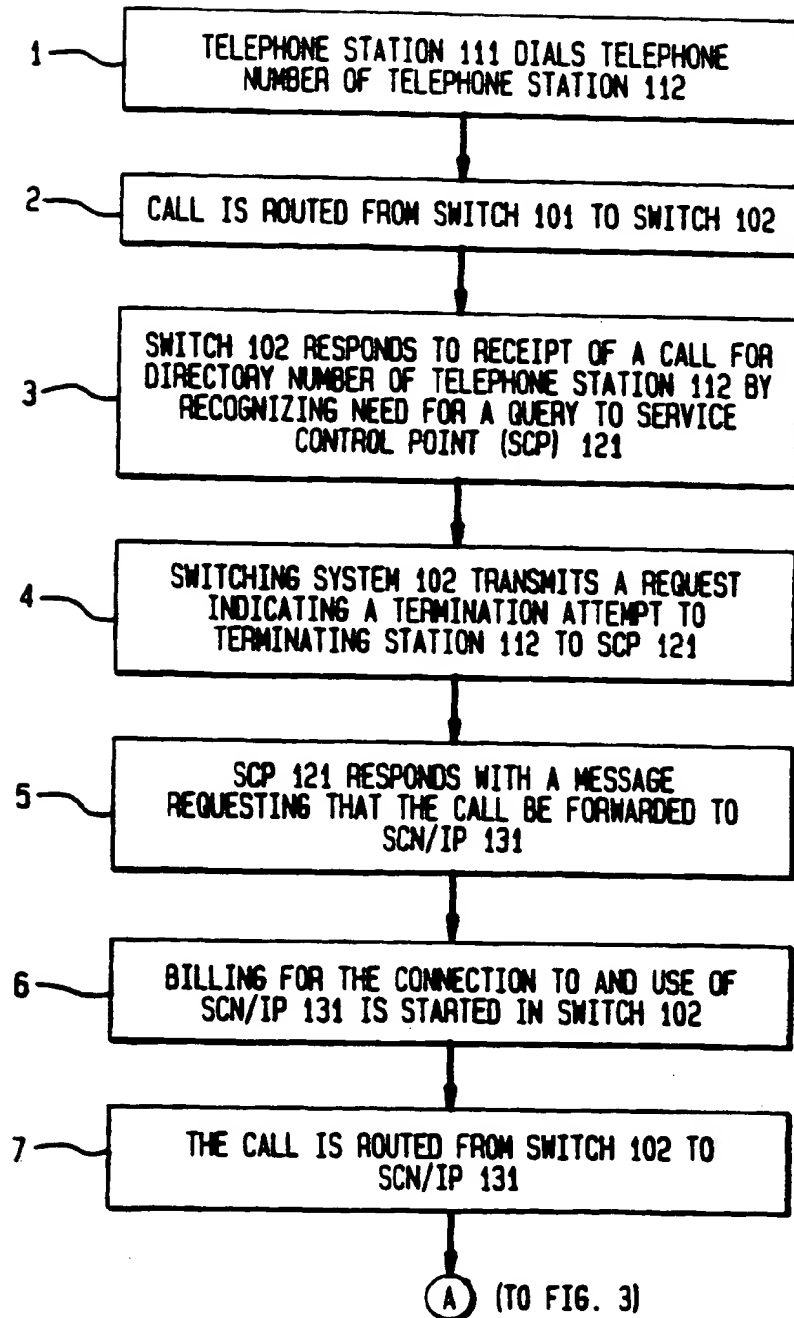 1
TELEPHONE STATION 111 DIALS TELEPHONE
NUMBER OF TELEPHONE STATION 112
2
CALL IS ROUTED FROM SWITCH 101 TO SWITCH 102
3
SWITCH 102 RESPONDS TO RECEIPT OF A CALL FOR
DIRECTORY NUMBER OF TELEPHONE STATION 112 BY
RECOGNIZING NEED FOR A QUERY TO SERVICE
CONTROL POINT (SCP) 121
4
SWITCHING SYSTEM 102 TRANSMITS A REQUEST
INDICATING A TERMINATION ATTEMPT TO
TERMINATING STATION 112 TO SCP 121
5
SCP 121 RESPONDS WITH A MESSAGE
REQUESTING THAT THE CALL BE FORWARDED TO
SCN/IP 131
6
BILLING FOR THE CONNECTION TO AND USE OF
SCN/IP 131 IS STARTED IN SWITCH 102
7
THE CALL IS ROUTED FROM SWITCH 102 TO
SCN/IP 131
A (TO FIG. 3)